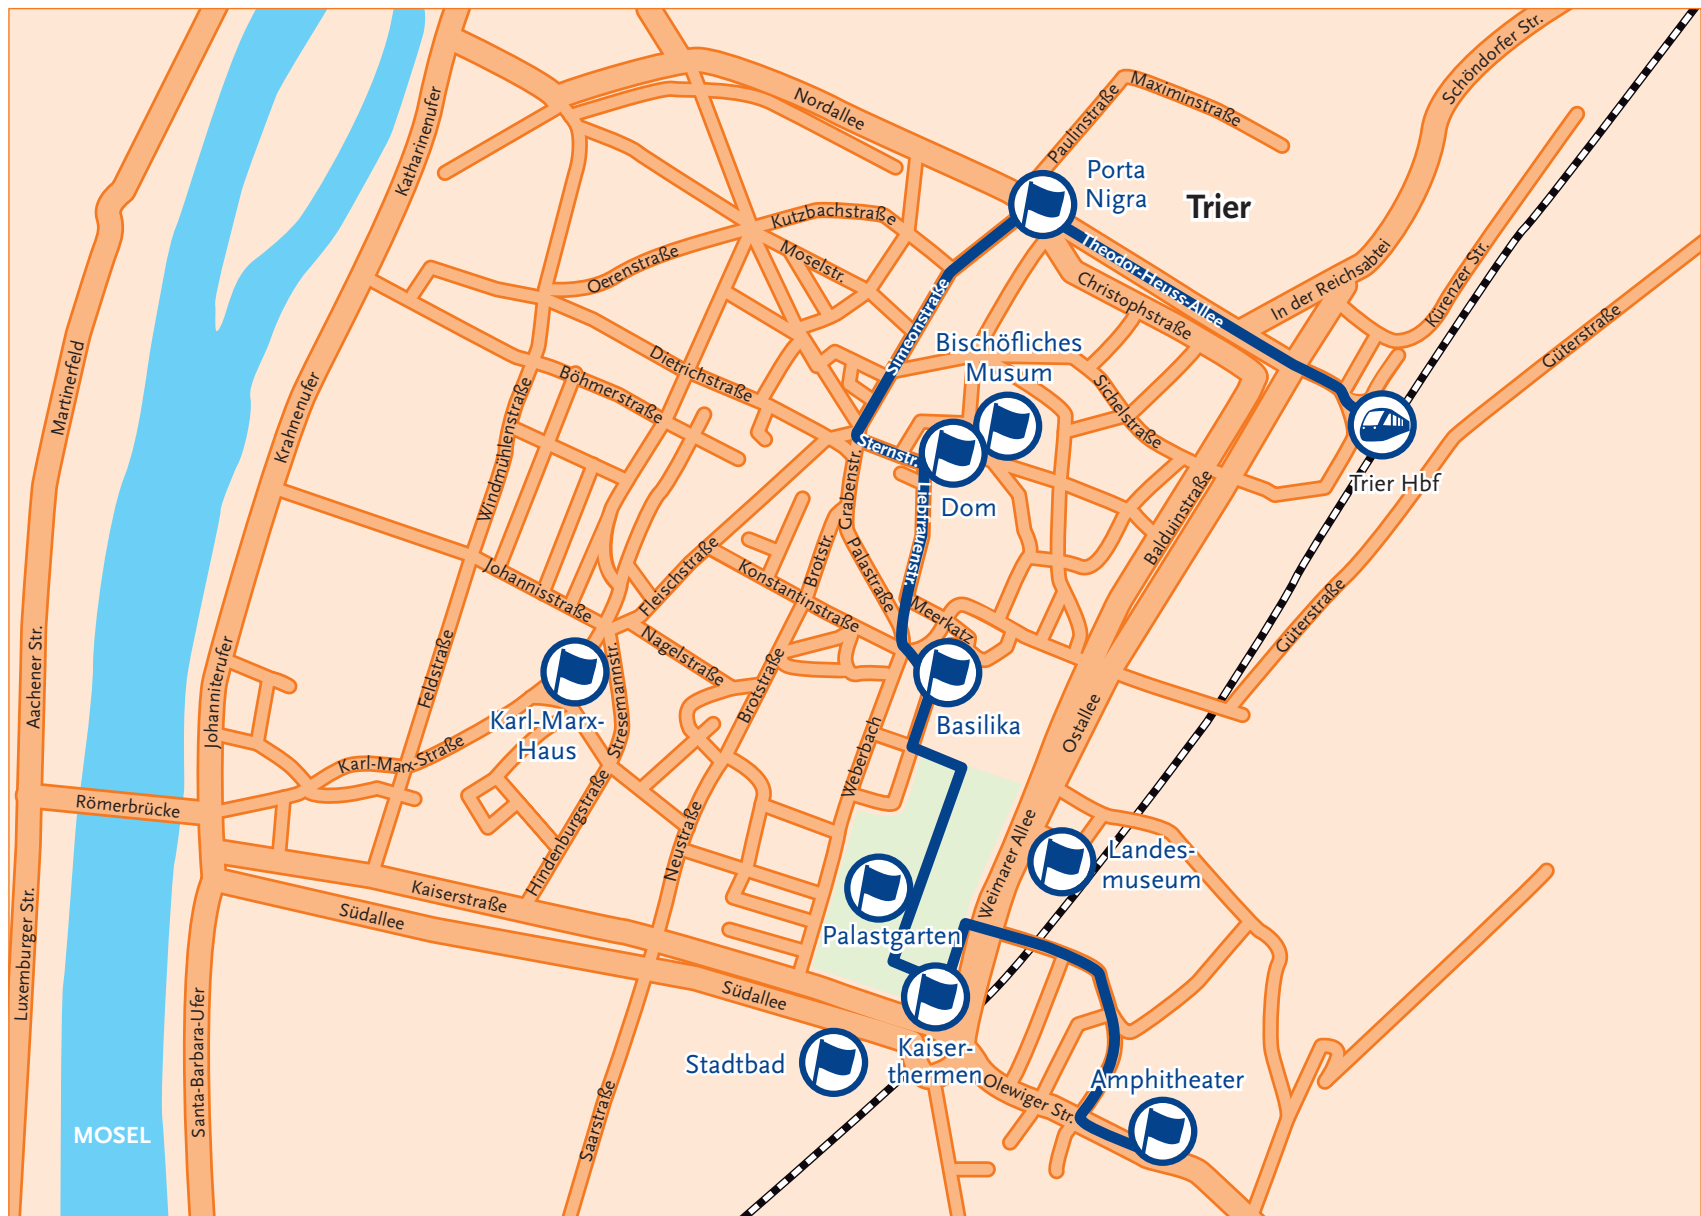 Schöndorfer Str.
Maximinstraße
Nordallee
Paulinstraße
Katharinenufer
Porta
Nigra
Trier
Kutzbachstraße
Theodor-Heuss-Allee
In der Reichsabtei
Kürenzer Str.
Moselstr.
Oerenstraße
Christophstraße
Simeonstraße
Güterstraße
Bischöfliches
Musum
Martinerfeld
Dietrichstraße
Böhmerstraße
Sichelstraße
Krahnenufer
Windmühlenstraße
Sternstr.
Trier Hbf
Grabenstr.
Liebfrauenstr.
Dom
Balduinstraße
Fleischstraße
Brotstr.
Palastraße
Johannisstraße
Konstantinstraße
Meerkatz
Güterstraße
Nagelstraße
Aachener Str.
Johanniterufer
Feldstraße
Stresemannstr.
Brotstraße
Karl-Marx-
Haus
Basilika
Ostallee
Karl-Marx-Straße
Weberbach
Römerbrücke
Hindenburgstraße
Neustraße
Landes-
museum
Weimarer Allee
Kaiserstraße
Südallee
Luxemburger Str.
Palastgarten
Südallee
Santa-Barbara-Ufer
Kaiser-
thermen
Stadtbad
Olewiger Str.
Amphitheater
Saarstraße
MOSEL